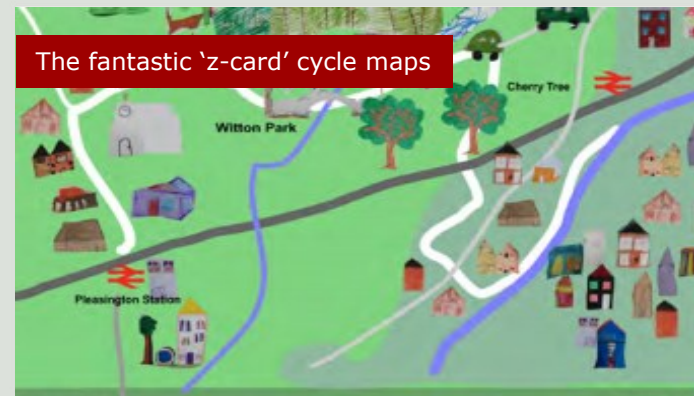 The fantastic ‘z-card’ cycle maps
Cherry Tree
Witton Park
Pleasington Station